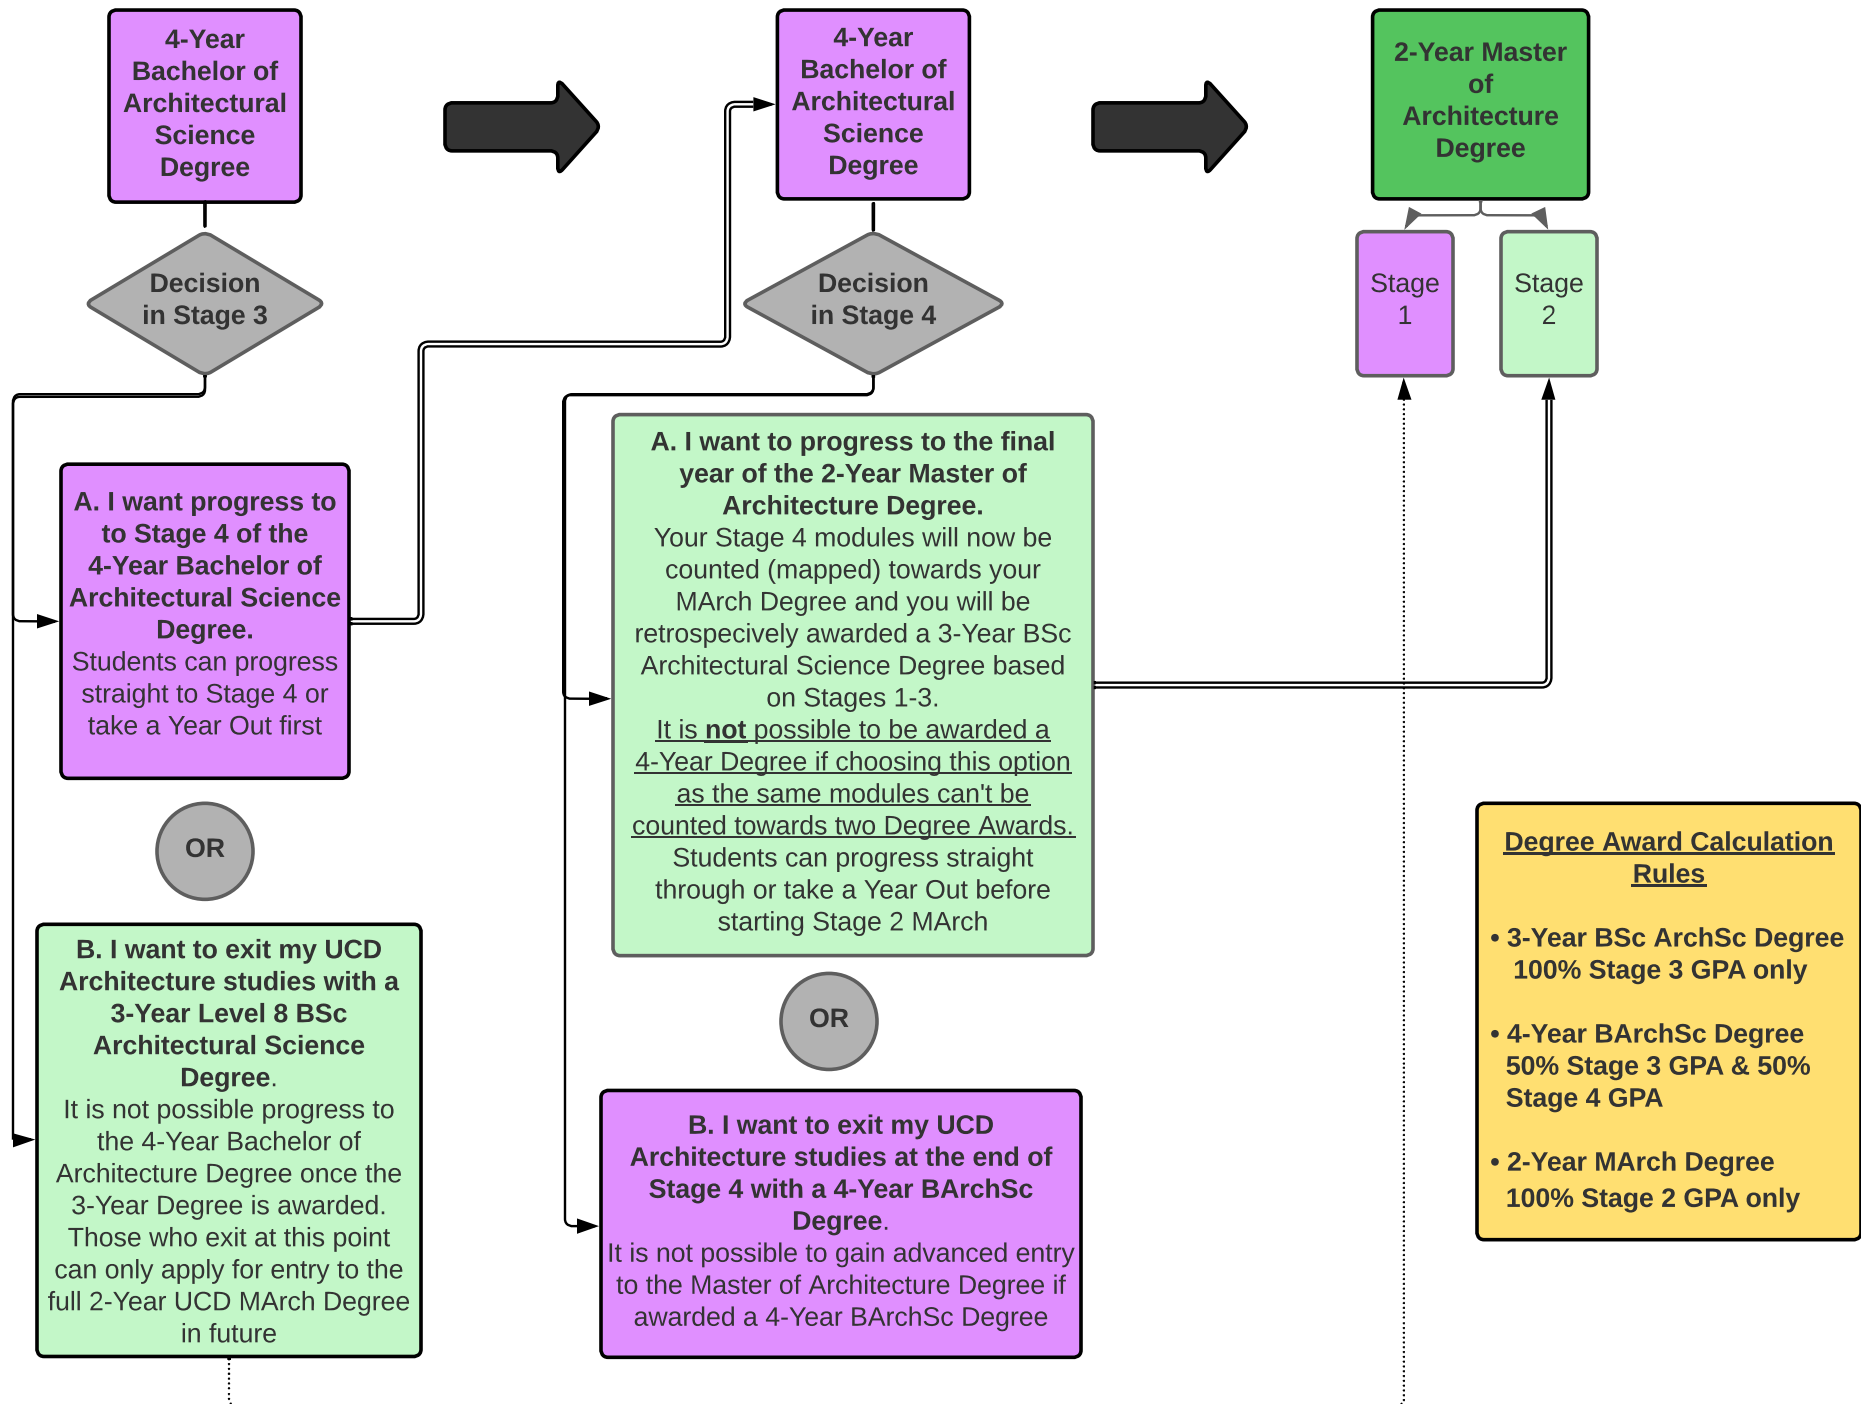 4-Year
Bachelor of
Architectural
Science
Degree
4-Year
Bachelor of
Architectural
Science
Degree
2-Year Master
of
Architecture
Degree
Decision
in Stage 3
Decision
in Stage 4
Stage
1
Stage
2
A. I want progress to
to Stage 4 of the
4-Year Bachelor of
Architectural Science
Degree.
Students can progress
straight to Stage 4 or
take a Year Out first
OR
B. I want to exit my UCD
Architecture studies with a
3-Year Level 8 BSc
Architectural Science
Degree.
It is not possible progress to
the 4-Year Bachelor of
Architecture Degree once the
3-Year Degree is awarded.
Those who exit at this point
can only apply for entry to the
full 2-Year UCD MArch Degree
in future
A. I want to progress to the final
year of the 2-Year Master of
Architecture Degree.
Your Stage 4 modules will now be
counted (mapped) towards your
MArch Degree and you will be
retrospecively awarded a 3-Year BSc
Architectural Science Degree based
on Stages 1-3.
It is not possible to be awarded a
4-Year Degree if choosing this option
as the same modules can't be
counted towards two Degree Awards.
Students can progress straight
through or take a Year Out before
starting Stage 2 MArch
OR
B. I want to exit my UCD
Architecture studies at the end of
Stage 4 with a 4-Year BArchSc
Degree.
It is not possible to gain advanced entry
to the Master of Architecture Degree if
awarded a 4-Year BArchSc Degree
Degree Award Calculation
Rules
• 3-Year BSc ArchSc Degree
100% Stage 3 GPA only
• 4-Year BArchSc Degree
50% Stage 3 GPA & 50%
Stage 4 GPA
• 2-Year MArch Degree
100% Stage 2 GPA only